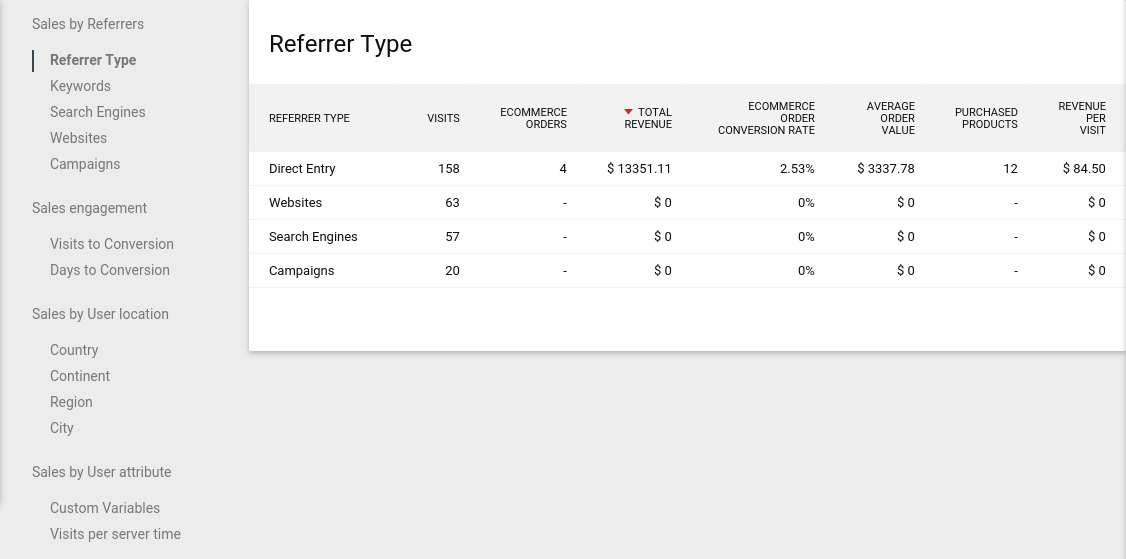 Sales by Referrers
Referrer Type
Keywords
Search Engines
Websites
Campaigns
Sales engagement
Visits to Conversion
Days to Conversion
Sales by User location
Country
Continent
Region
City
Sales by User attribute
Custom Variables
Visits per server time
Referrer Type
REFERRER TYPE
VISITS
ECOMMERCE
ORDERS
TOTAL
REVENUE
ECOMMERCE
ORDER
CONVERSION RATE
AVERAGE
ORDER
VALUE
PURCHASED
PRODUCTS
REVENUE
PER
VISIT
Direct Entry 158 4 $ 13351.11 2.53% $ 3337.78 12 $ 84.50
Websites 63 - $ 0 0% $ 0 - $ 0
Search Engines 57 - $ 0 0% $ 0 - $ 0
Campaigns 20 - $ 0 0% $ 0 - $ 0